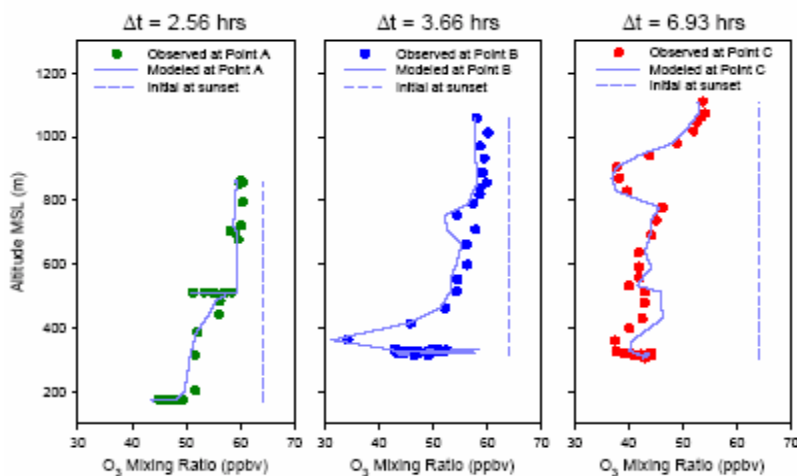 Δt = 2.56 hrs
Δt = 3.66 hrs
Δt = 6.93 hrs
Observed at Point A
Modeled at Point A
Initial at sunset
Observed at Point B
Modeled at Point B
Initial at sunset
Observed at Point C
Modeled at Point C
Initial at sunset
Altitude MSL (m)
1200
1000
800
600
400
200
30 40 50 60 70
30 40 50 60 70
30 40 50 60 70
O₃ Mixing Ratio (ppbv)
O₃ Mixing Ratio (ppbv)
O₃ Mixing Ratio (ppbv)